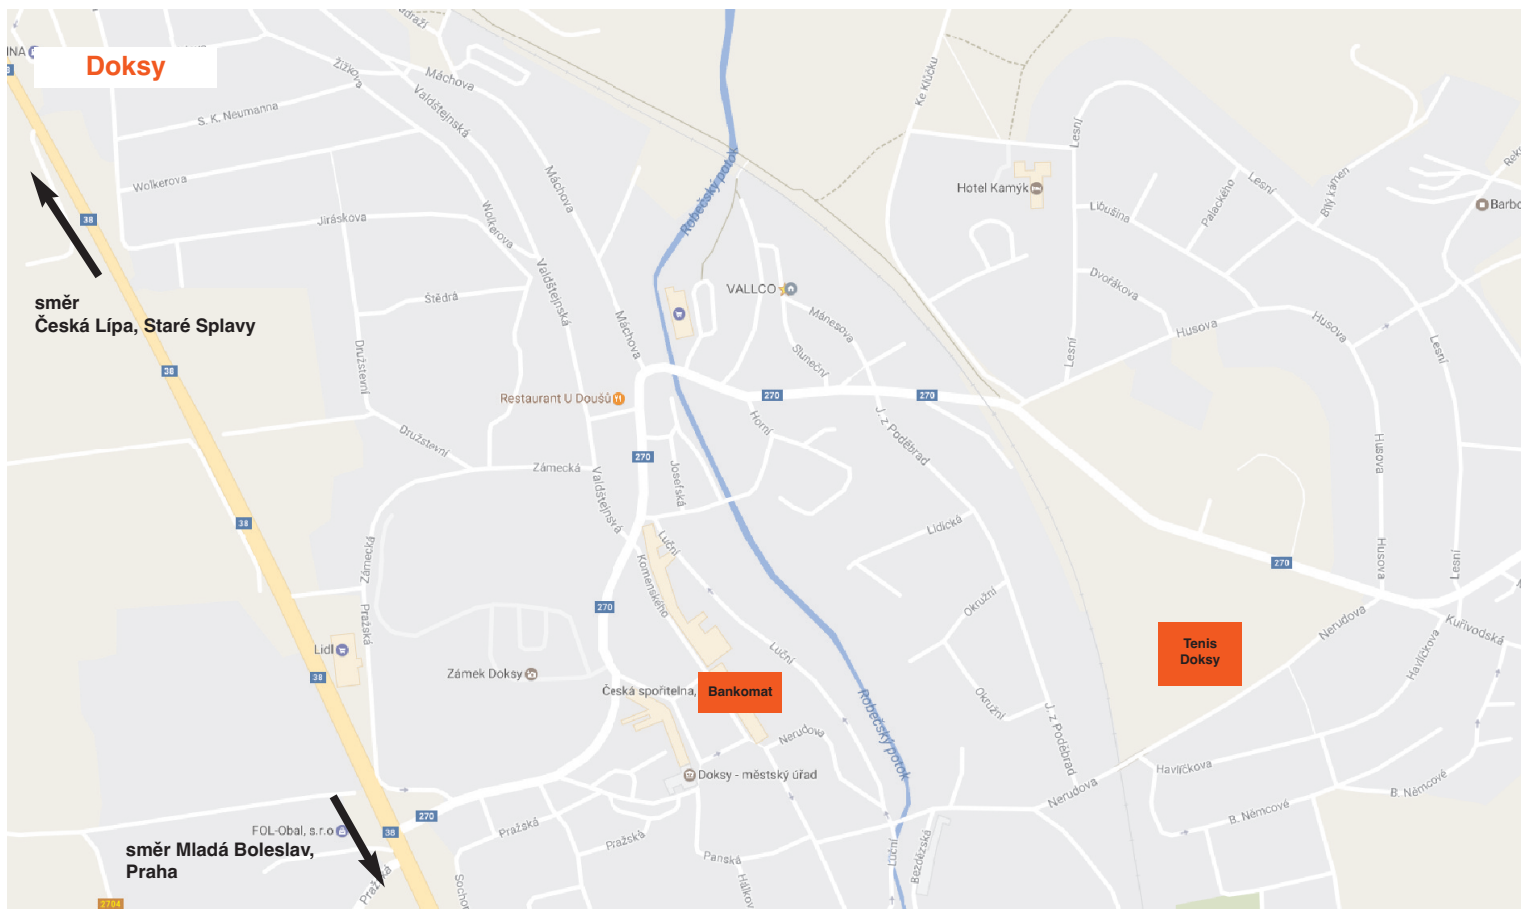 INA
Doksy
38
Žižkova
Máchova
Valdštejnská
S. K. Neumanna
Wolkerova
Jiráskova
38
Wolkerova
Máchova
Valdštejnská
Štědrá
směr
Česká Lípa, Staré Splavy
Družstevní
Máchova
38
Restaurant U Doušů
Družstevní
Zámecká
Valdštejnská
270
Josefská
38
Zámecká
Pražská
Komenského
Luční
270
Lidl
38
Zámek Doksy
Česká spořitelna,
Bankomat
Luční
Nerudova
Doksy - městský úřad
Robečský potok
Robečský potok
VALLCO
Mánesova
Sluneční
270
270
Horní
J. z Poděbrad
Lidická
Okružní
Okružní
J. z Poděbrad
Ke Klůčku
Hotel Kamýk
Lesní
Lesní
Libušina
Palackého
Bílý kámen
Barbo
Dvořákova
Husova
Husova
Lesní
Lesní
Husova
Husova
Lesní
270
Nerudova
Kuřivodská
Havlíčkova
Tenis
Doksy
Nerudova
Havlíčkova
B. Němcové
B. Němcové
270
38
FOL-Obal, s.r.o
směr Mladá Boleslav,
Praha
Pražská
Pražská
Pražská
Panská
Hálkov
Luční
Bezdězská
Sochor
2704